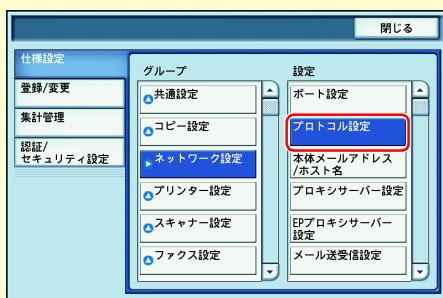 閉じる
仕様設定
登録/変更
集計管理
認証/
セキュリティ設定
グループ
共通設定
コピー設定
ネットワーク設定
プリンター設定
スキャナー設定
ファクス設定
設定
ポート設定
プロトコル設定
本体メールアドレス
/ホスト名
プロキシサーバー設定
EPプロキシサーバー
設定
メール送受信設定